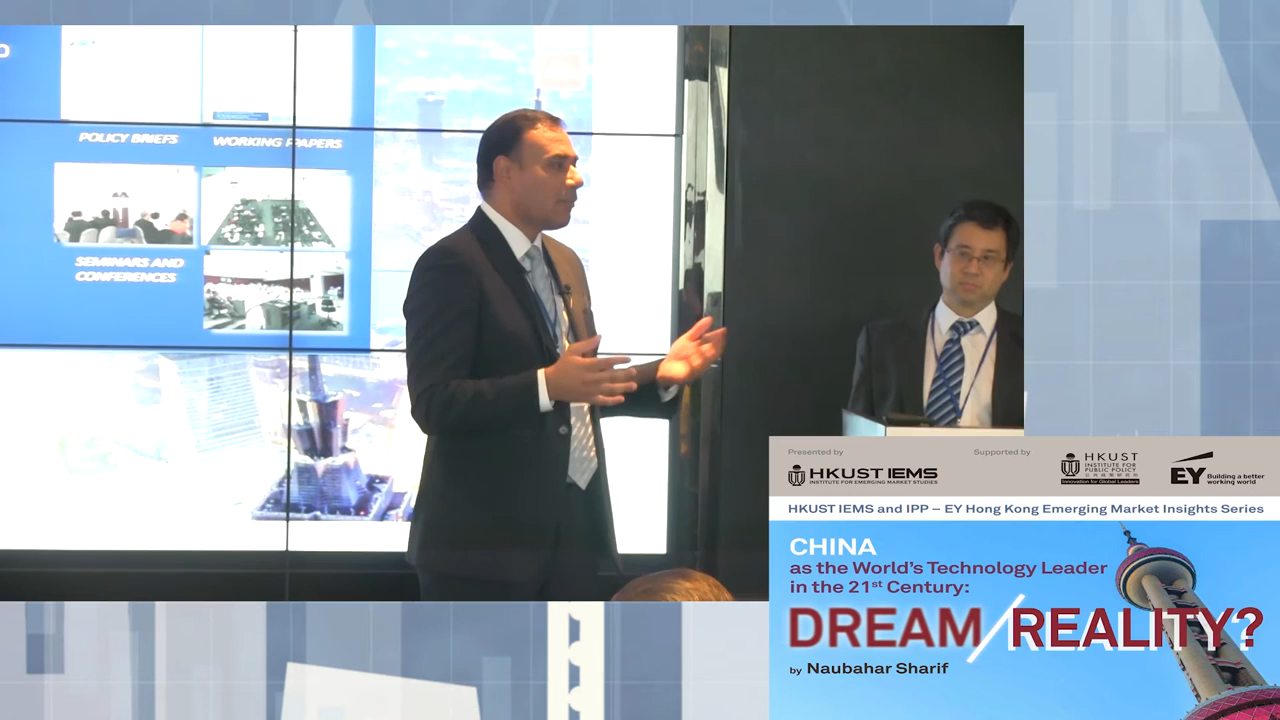 POLICY BRIEFS
WORKING PAPERS
SEMINARS AND
CONFERENCES
Presented by
Supported by
HKUST IEMS
INSTITUTE FOR EMERGING MARKET STUDIES
HKUST
INSTITUTE FOR
PUBLIC POLICY
Innovation for Global Leaders
EY
Building a better
working world
HKUST IEMS and IPP – EY Hong Kong Emerging Market Insights Series
CHINA
as the World's Technology Leader
in the 21st Century:
DREAM/REALITY?
by Naubahar Sharif